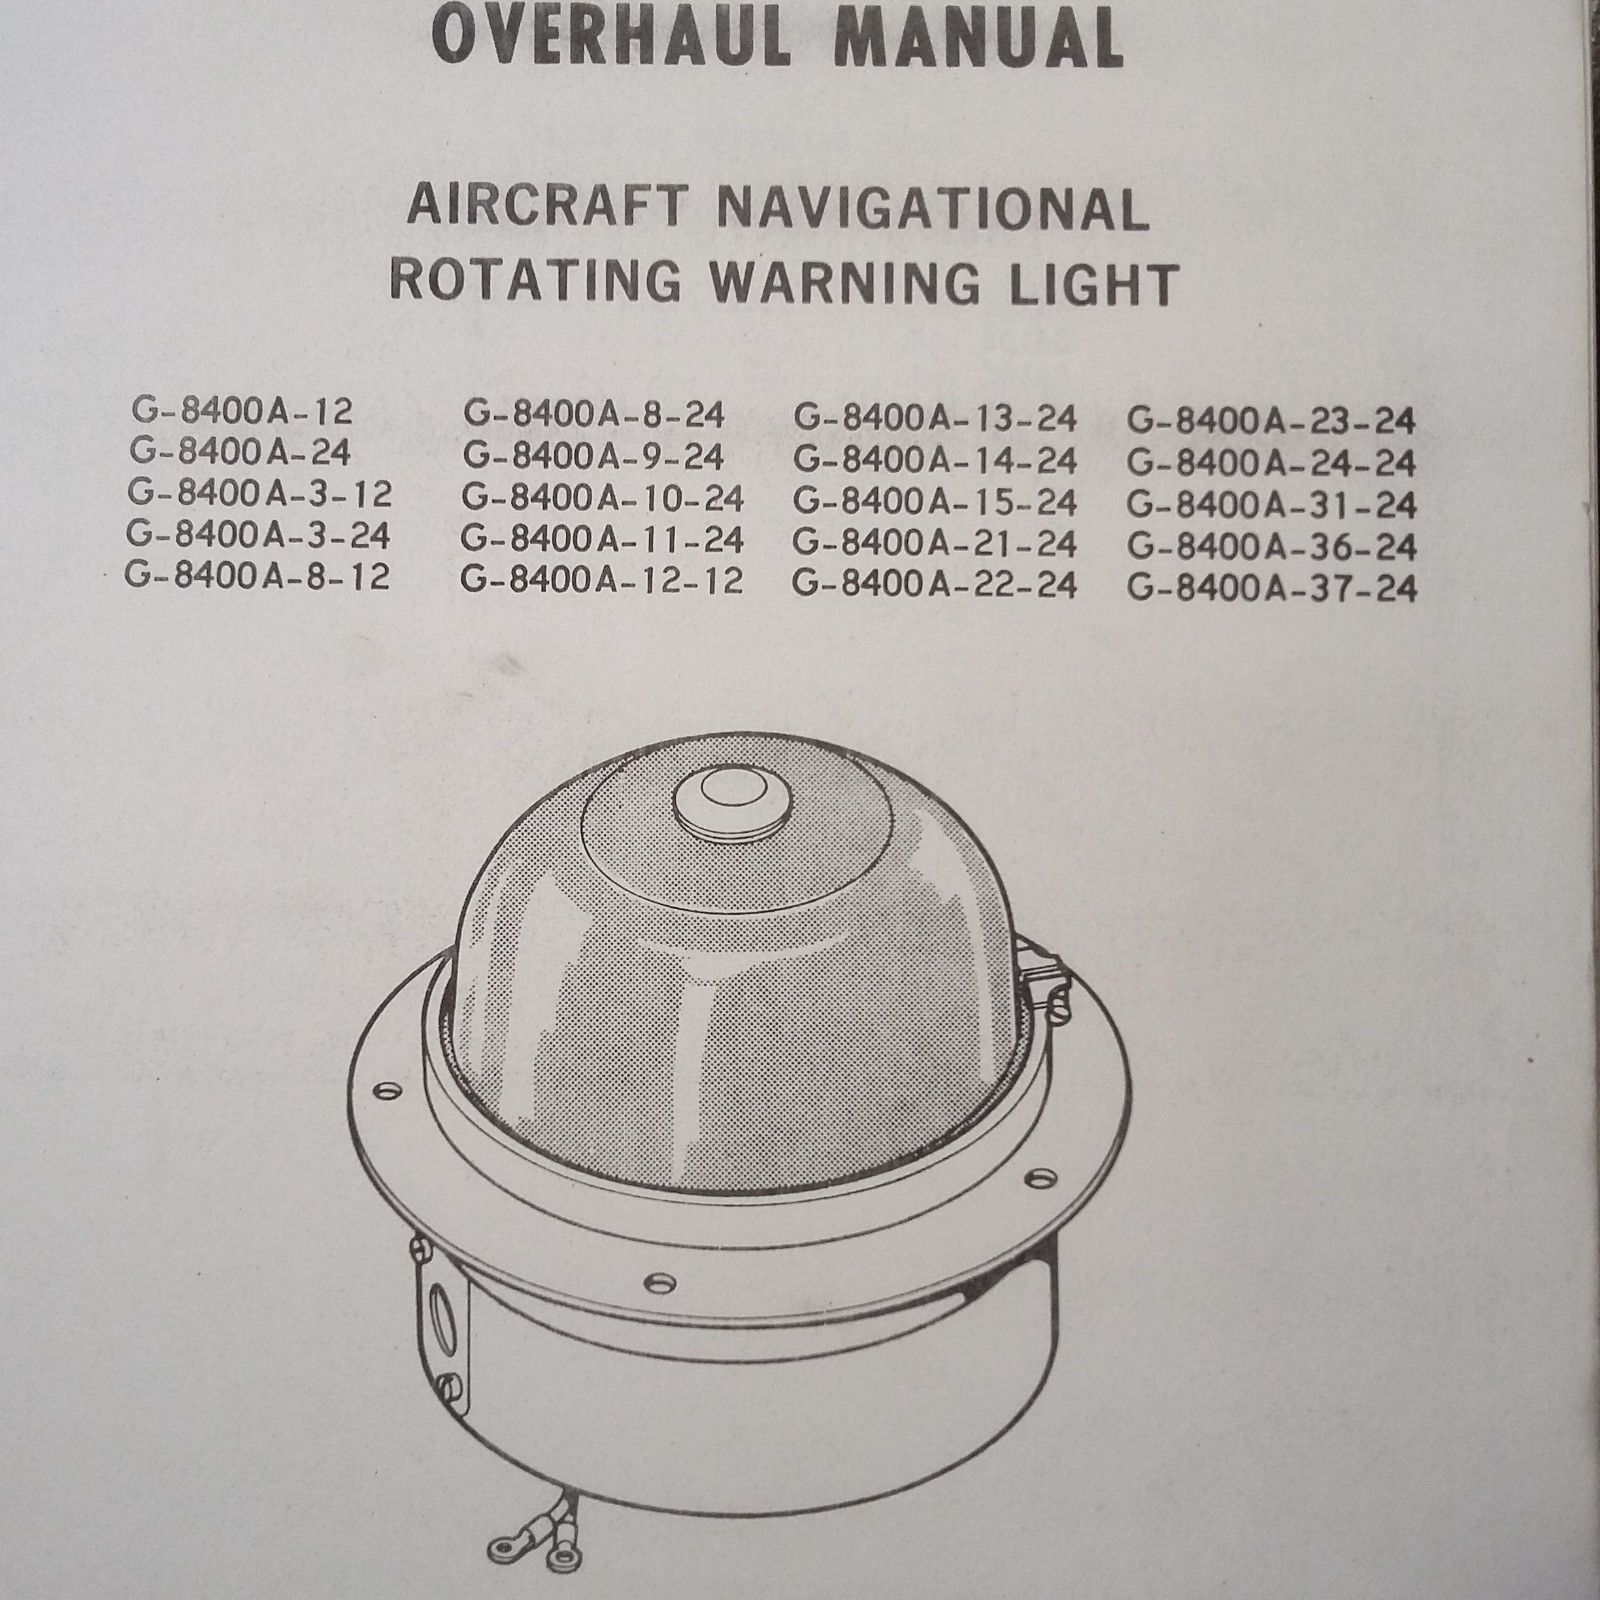 OVERHAUL MANUAL
AIRCRAFT NAVIGATIONAL
ROTATING WARNING LIGHT
G-8400A-12 G-8400A-8-24 G-8400A-13-24 G-8400A-23-24
G-8400A-24 G-8400A-9-24 G-8400A-14-24 G-8400A-24-24
G-8400A-3-12 G-8400A-10-24 G-8400A-15-24 G-8400A-31-24
G-8400A-3-24 G-8400A-11-24 G-8400A-21-24 G-8400A-36-24
G-8400A-8-12 G-8400A-12-12 G-8400A-22-24 G-8400A-37-24